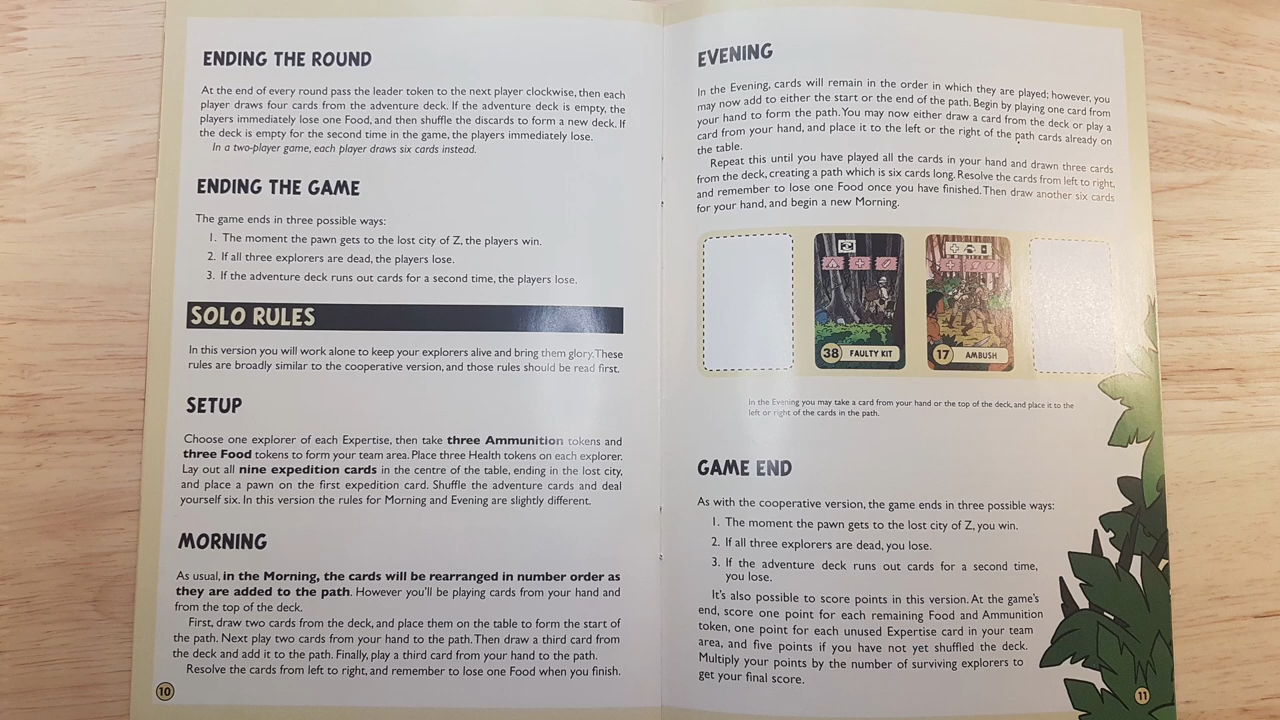 ENDING THE ROUND
At the end of every round pass the leader token to the next player clockwise, then each
player draws four cards from the adventure deck. If the adventure deck is empty, the
players immediately lose one Food, and then shuffle the discards to form a new deck. If
the deck is empty for the second time in the game, the players immediately lose.
In a two-player game, each player draws six cards instead.
ENDING THE GAME
The game ends in three possible ways:
1. The moment the pawn gets to the lost city of Z, the players win.
2. If all three explorers are dead, the players lose.
3. If the adventure deck runs out cards for a second time, the players lose.
SOLO RULES
In this version you will work alone to keep your explorers alive and bring them glory. These
rules are broadly similar to the cooperative version, and those rules should be read first.
SETUP
Choose one explorer of each Expertise, then take three Ammunition tokens and
three Food tokens to form your team area. Place three Health tokens on each explorer.
Lay out all nine expedition cards in the centre of the table, ending in the lost city,
and place a pawn on the first expedition card. Shuffle the adventure cards and deal
yourself six. In this version the rules for Morning and Evening are slightly different.
MORNING
As usual, in the Morning, the cards will be rearranged in number order as
they are added to the path. However you'll be playing cards from your hand and
from the top of the deck.
First, draw two cards from the deck, and place them on the table to form the start of
the path. Next play two cards from your hand to the path. Then draw a third card from
the deck and add it to the path. Finally, play a third card from your hand to the path.
Resolve the cards from left to right, and remember to lose one Food when you finish.
10
EVENING
In the Evening, cards will remain in the order in which they are played; however, you
may now add to either the start or the end of the path. Begin by playing one card from
your hand to form the path. You may now either draw a card from the deck or play a
card from your hand, and place it to the left or the right of the path cards already on
the table.
Repeat this until you have played all the cards in your hand and drawn three cards
from the deck, creating a path which is six cards long. Resolve the cards from left to right,
and remember to lose one Food once you have finished. Then draw another six cards
for your hand, and begin a new Morning.
38 FAULTY KIT
17 AMBUSH
In the Evening you may take a card from your hand or the top of the deck, and place it to the
left or right of the cards in the path.
GAME END
As with the cooperative version, the game ends in three possible ways:
1. The moment the pawn gets to the lost city of Z, you win.
2. If all three explorers are dead, you lose.
3. If the adventure deck runs out cards for a second time,
you lose.
It's also possible to score points in this version. At the game's
end, score one point for each remaining Food and Ammunition
token, one point for each unused Expertise card in your team
area, and five points if you have not yet shuffled the deck.
Multiply your points by the number of surviving explorers to
get your final score.
11